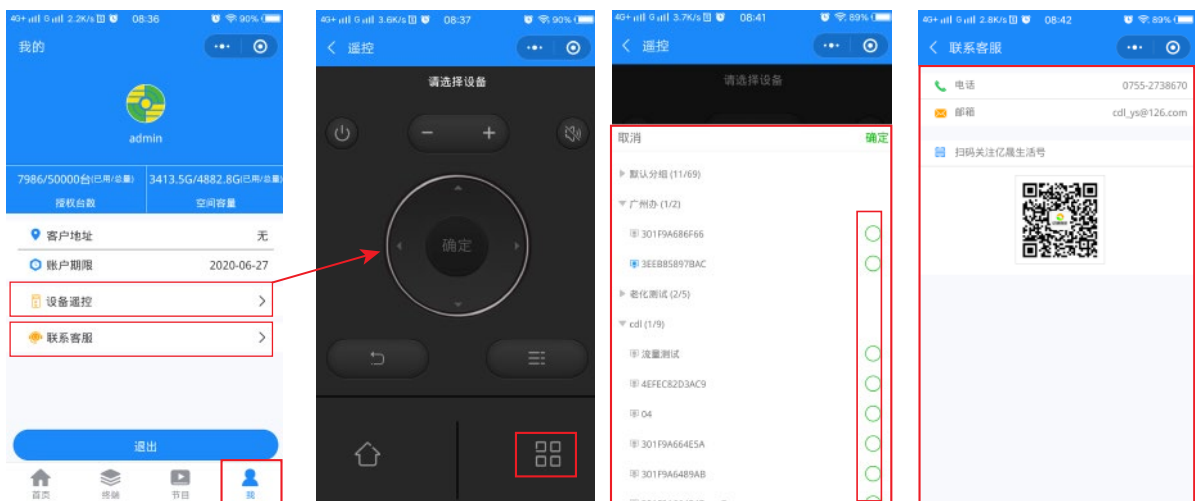 4G+ 2.2K/s 08:36 90%
我的
admin
7986/50000台(已用/总量) 3413.5G/4882.8G(已用/总量)
授权台数 空间容量
客户地址 无
账户期限 2020-06-27
设备遥控
联系客服
退出
首页 终端 节目 我
4G+ 3.6K/s 08:37 90%
遥控
请选择设备
确定
4G+ 3.7K/s 08:41 89%
遥控
请选择设备
取消 确定
默认分组 (11/69)
广州办 (1/2)
301F9A686F66
3EEB85897BAC
老化测试 (2/5)
cdl (1/9)
流量测试
4EFEC82D3AC9
04
301F9A664E5A
301F9A6489AB
4G+ 2.8K/s 08:42 89%
联系客服
电话 0755-2738670
邮箱 cdl_ys@126.com
扫码关注亿晟生活号